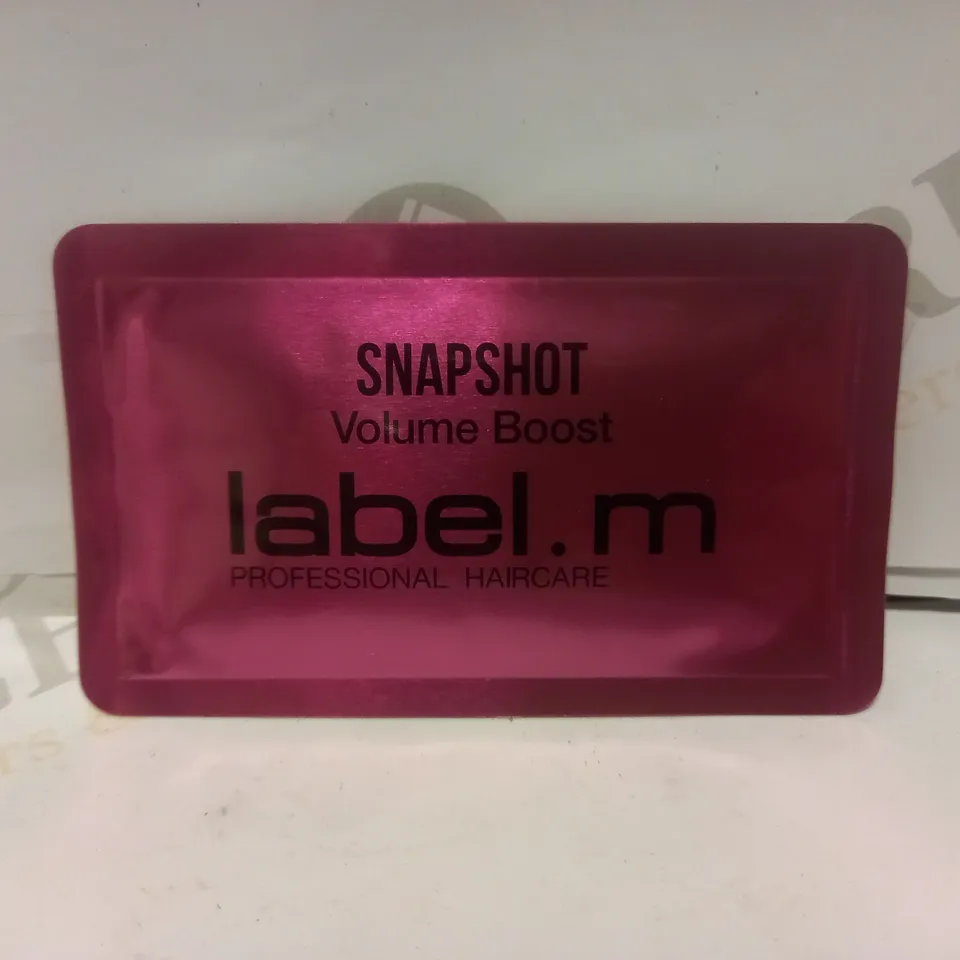 SNAPSHOT
Volume Boost
label.m
PROFESSIONAL HAIRCARE